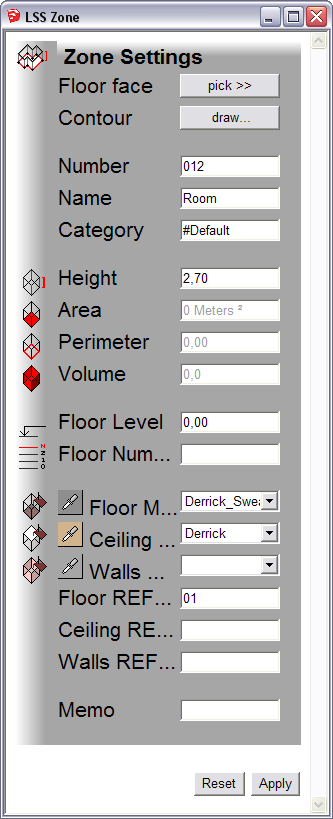 LSS Zone
Zone Settings
Floor face pick >>
Contour draw...
Number 012
Name Room
Category #Default
Height 2,70
Area 0 Meters ²
Perimeter 0,00
Volume 0,0
Floor Level 0,00
Floor Num...
Floor M... Derrick_Swea
Ceiling ... Derrick
Walls ...
Floor REF... 01
Ceiling RE...
Walls REF...
Memo
Reset Apply